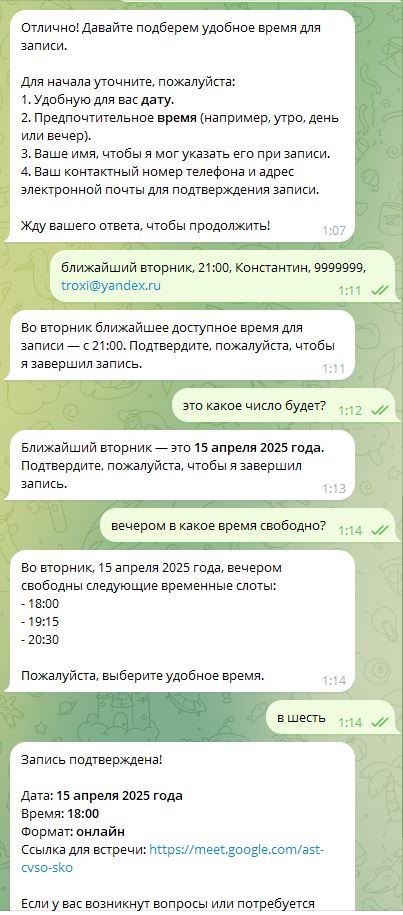 Отлично! Давайте подберем удобное время для
записи.
Для начала уточните, пожалуйста:
1. Удобную для вас дату.
2. Предпочтительное время (например, утро, день
или вечер).
3. Ваше имя, чтобы я мог указать его при записи.
4. Ваш контактный номер телефона и адрес
электронной почты для подтверждения записи.
Жду вашего ответа, чтобы продолжить!
1:07
ближайший вторник, 21:00, Константин, 9999999,
troxi@yandex.ru
1:11
Во вторник ближайшее доступное время для
записи — с 21:00. Подтвердите, пожалуйста, чтобы
я завершил запись.
1:11
это какое число будет?
1:12
Ближайший вторник — это 15 апреля 2025 года.
Подтвердите, пожалуйста, чтобы я завершил
запись.
1:13
вечером в какое время свободно?
1:14
Во вторник, 15 апреля 2025 года, вечером
свободны следующие временные слоты:
- 18:00
- 19:15
- 20:30
Пожалуйста, выберите удобное время.
1:14
в шесть
1:14
Запись подтверждена!
Дата: 15 апреля 2025 года
Время: 18:00
Формат: онлайн
Ссылка для встречи: https://meet.google.com/ast-
cvso-sko
Если у вас возникнут вопросы или потребуется